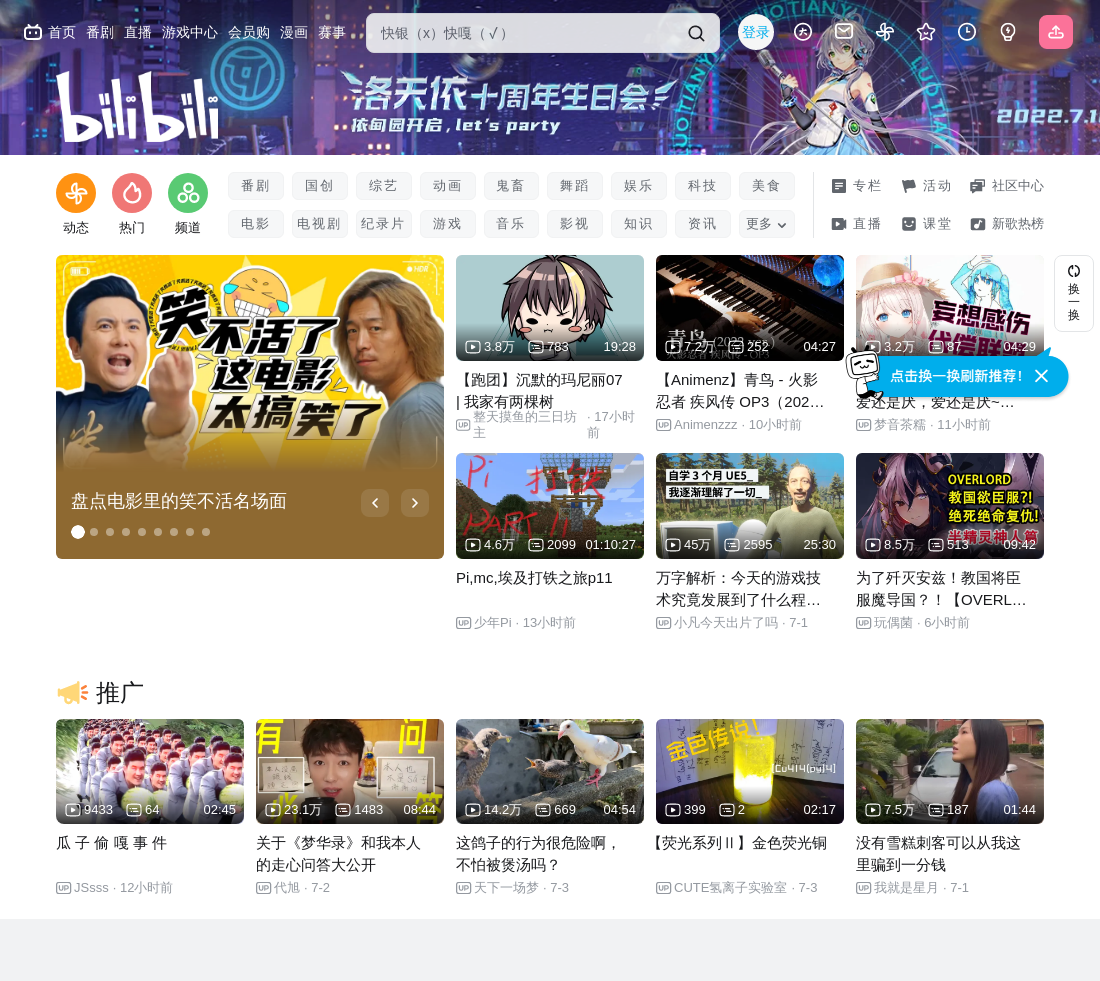 首页 番剧 直播 游戏中心 会员购 漫画 赛事
快银（x）快嘎（ ✓ ）
登录
bilibili
洛天依十周年生日会
依甸园开启, let's party
LUOTIANYI
2022.7.1
动态
热门
频道
番剧 国创 综艺 动画 鬼畜 舞蹈 娱乐 科技 美食
电影 电视剧 纪录片 游戏 音乐 影视 知识 资讯 更多
专栏 活动 社区中心
直播 课堂 新歌热榜
换一换
笑不活了
这电影
太搞笑了
盘点电影里的笑不活名场面
3.8万 783 19:28
【跑团】沉默的玛尼丽07
| 我家有两棵树
整天摸鱼的三日坊主 · 17小时前
青鸟
7.2万 252 04:27
【Animenz】青鸟 - 火影
忍者 疾风传 OP3（202…
Animenzzz · 10小时前
妄想感伤
代偿联盟
3.2万 87 04:29
点击换一换刷新推荐！
爱还是厌，爱还是厌~…
梦音茶糯 · 11小时前
Pi 打铁
PART 11
4.6万 2099 01:10:27
Pi,mc,埃及打铁之旅p11
少年Pi · 13小时前
自学 3 个月 UE5_
我逐渐理解了一切_
45万 2595 25:30
万字解析：今天的游戏技
术究竟发展到了什么程…
小凡今天出片了吗 · 7-1
OVERLORD
教国欲臣服?!
绝死绝命复仇!
半精灵神人篇
8.5万 513 09:42
为了歼灭安兹！教国将臣
服魔导国？！【OVERL…
玩偶菌 · 6小时前
推广
9433 64 02:45
瓜 子 偷 嘎 事 件
JSsss · 12小时前
有 问
答
23.1万 1483 08:44
关于《梦华录》和我本人
的走心问答大公开
代旭 · 7-2
14.2万 669 04:54
这鸽子的行为很危险啊，
不怕被煲汤吗？
天下一场梦 · 7-3
金色传说！
399 2 02:17
【荧光系列Ⅱ】金色荧光铜
CUTE氢离子实验室 · 7-3
7.5万 187 01:44
没有雪糕刺客可以从我这
里骗到一分钱
我就是星月 · 7-1